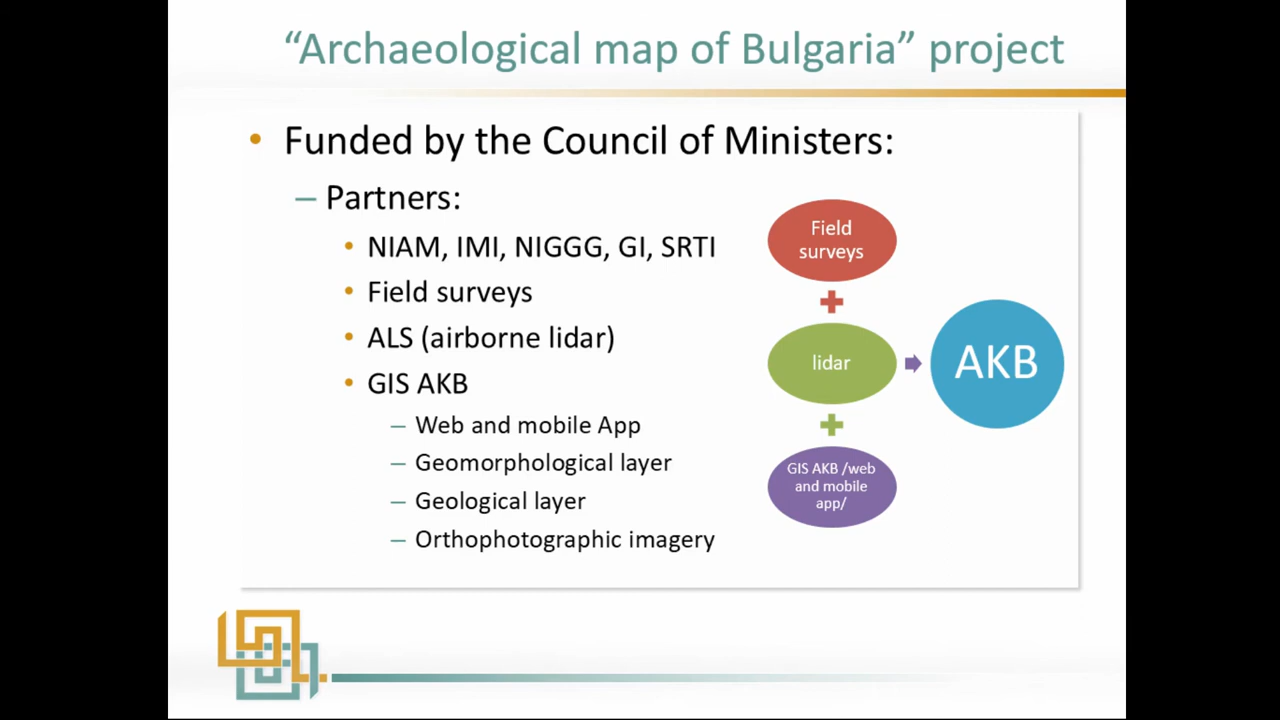 “Archaeological map of Bulgaria” project
• Funded by the Council of Ministers:
– Partners:
• NIAM, IMI, NIGGG, GI, SRTI
• Field surveys
• ALS (airborne lidar)
• GIS AKB
– Web and mobile App
– Geomorphological layer
– Geological layer
– Orthophotographic imagery
Field
surveys
+
lidar
+
GIS AKB /web
and mobile
app/
AKB